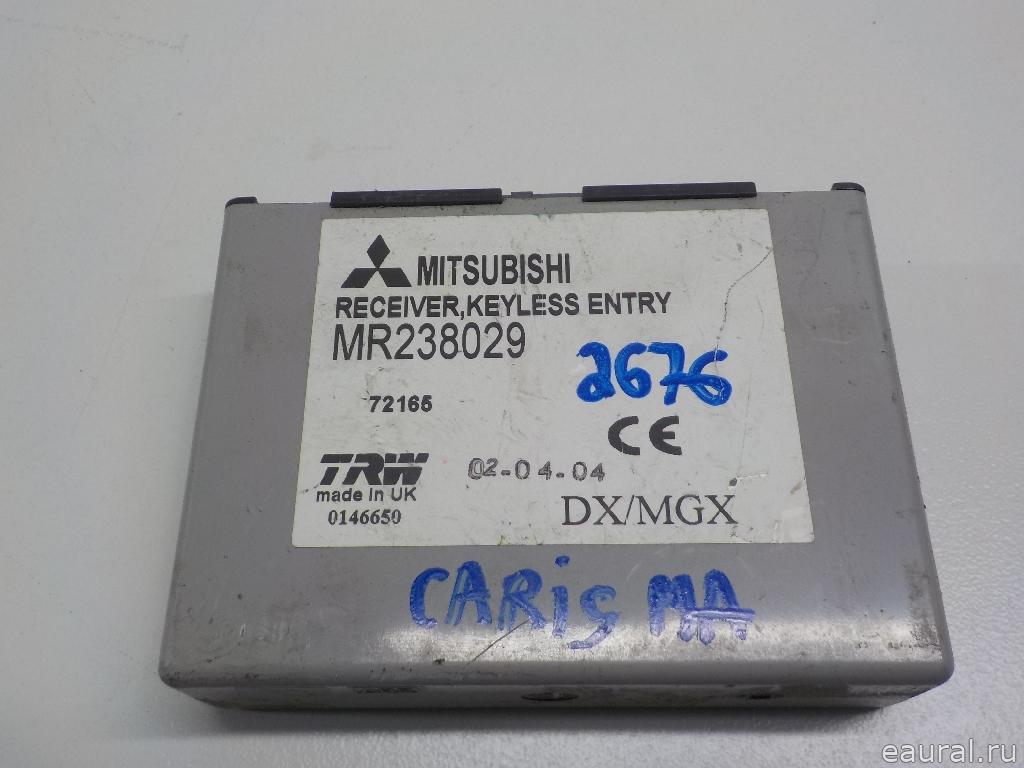 MITSUBISHI
RECEIVER,KEYLESS ENTRY
MR238029
2676
72165
CE
TRW
02-04-04
made in UK
0146650
DX/MGX
CARiSMA
eaural.ru